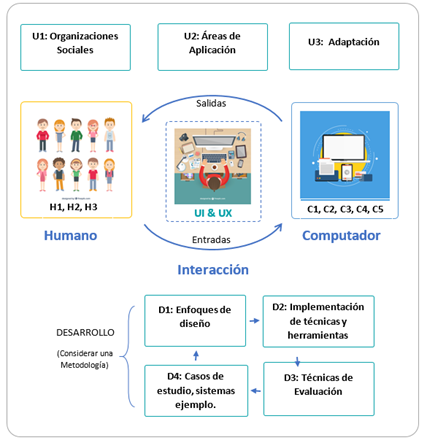 U1: Organizaciones
Sociales
U2: Áreas de
Aplicación
U3: Adaptación
Salidas
H1, H2, H3
UI & UX
C1, C2, C3, C4, C5
Humano
Entradas
Computador
Interacción
DESARROLLO
(Considerar una
Metodología)
D1: Enfoques de
diseño
D2: Implementación
de técnicas y
herramientas
D4: Casos de
estudio, sistemas
ejemplo.
D3: Técnicas de
Evaluación